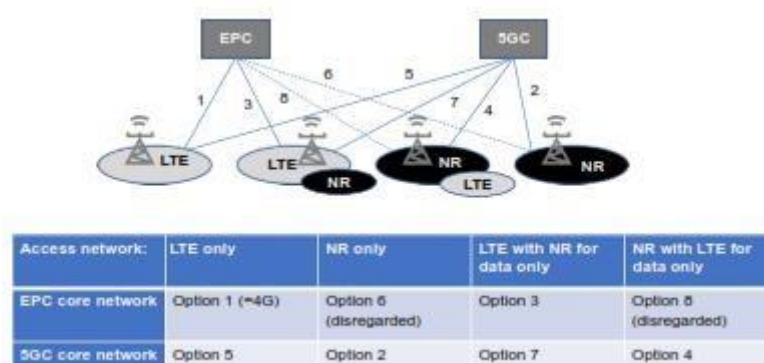 EPC 5GC
6 5
1 3 8 7 4 2
LTE LTE NR NR
NR LTE
Access network: LTE only NR only LTE with NR for data only NR with LTE for data only
EPC core network Option 1 (=4G) Option 6 (disregarded) Option 3 Option 8 (disregarded)
5GC core network Option 5 Option 2 Option 7 Option 4